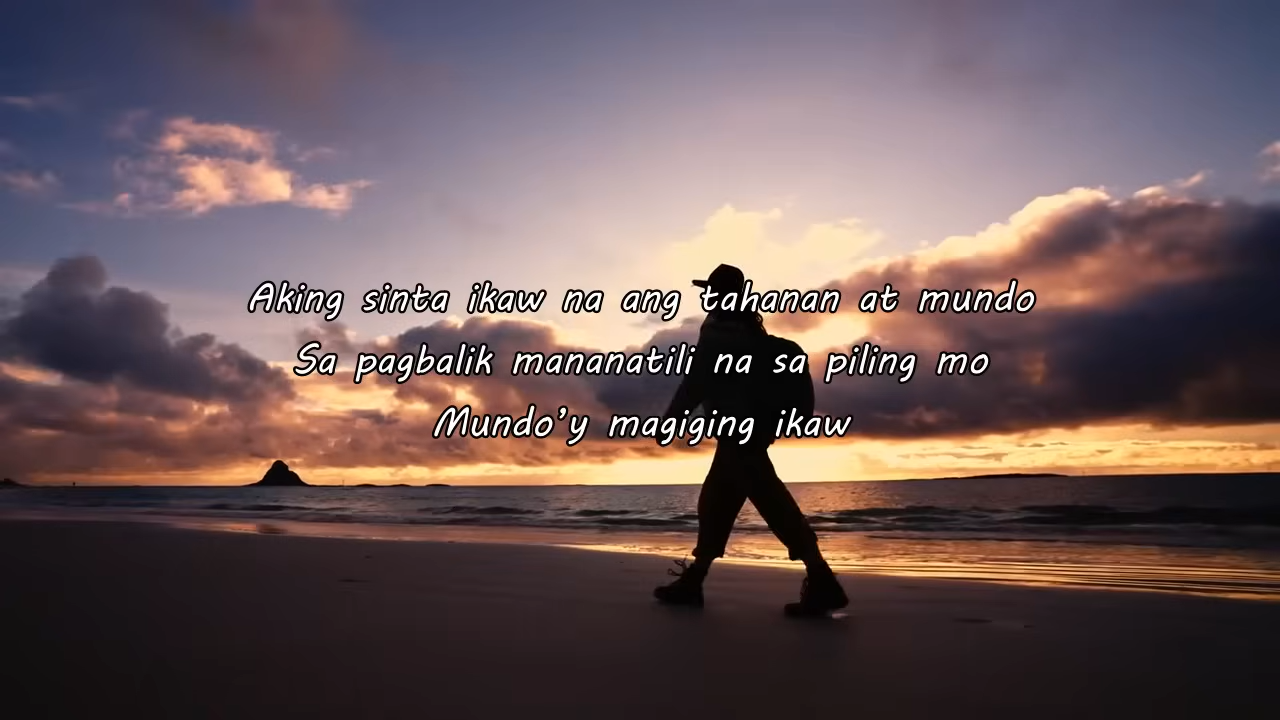 Aking sinta ikaw na ang tahanan at mundo
Sa pagbalik mananatili na sa piling mo
Mundo’y magiging ikaw